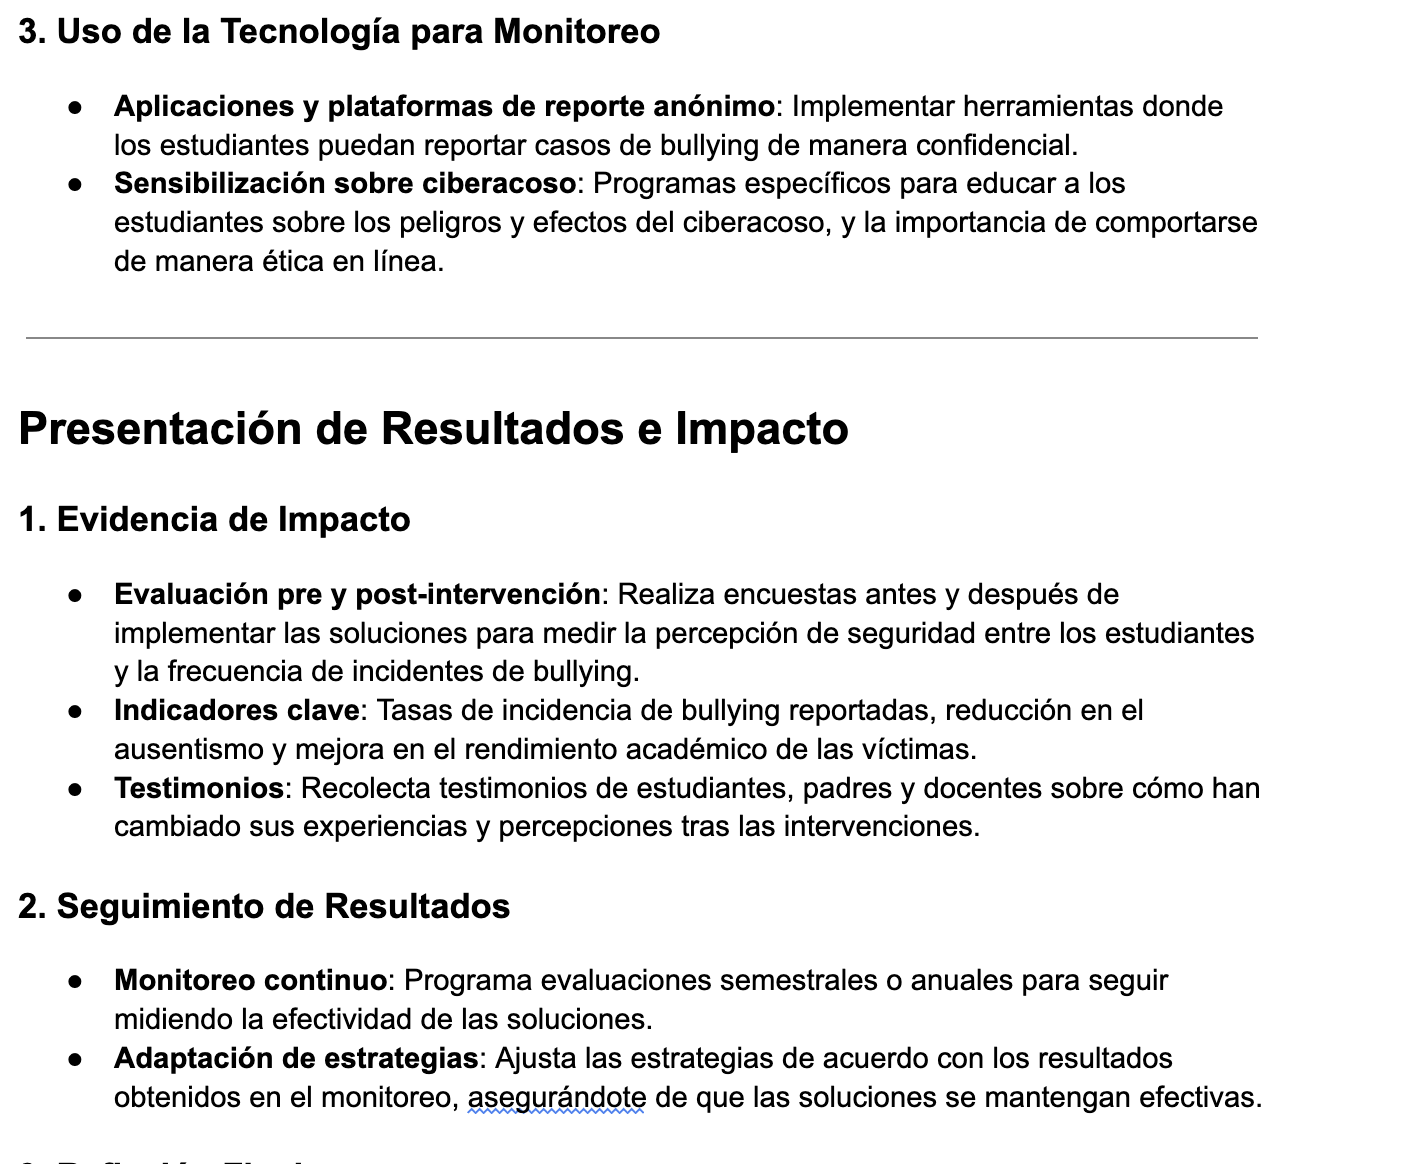 3. Uso de la Tecnología para Monitoreo
● Aplicaciones y plataformas de reporte anónimo: Implementar herramientas donde
los estudiantes puedan reportar casos de bullying de manera confidencial.
● Sensibilización sobre ciberacoso: Programas específicos para educar a los
estudiantes sobre los peligros y efectos del ciberacoso, y la importancia de comportarse
de manera ética en línea.
Presentación de Resultados e Impacto
1. Evidencia de Impacto
● Evaluación pre y post-intervención: Realiza encuestas antes y después de
implementar las soluciones para medir la percepción de seguridad entre los estudiantes
y la frecuencia de incidentes de bullying.
● Indicadores clave: Tasas de incidencia de bullying reportadas, reducción en el
ausentismo y mejora en el rendimiento académico de las víctimas.
● Testimonios: Recolecta testimonios de estudiantes, padres y docentes sobre cómo han
cambiado sus experiencias y percepciones tras las intervenciones.
2. Seguimiento de Resultados
● Monitoreo continuo: Programa evaluaciones semestrales o anuales para seguir
midiendo la efectividad de las soluciones.
● Adaptación de estrategias: Ajusta las estrategias de acuerdo con los resultados
obtenidos en el monitoreo, asegurándote de que las soluciones se mantengan efectivas.